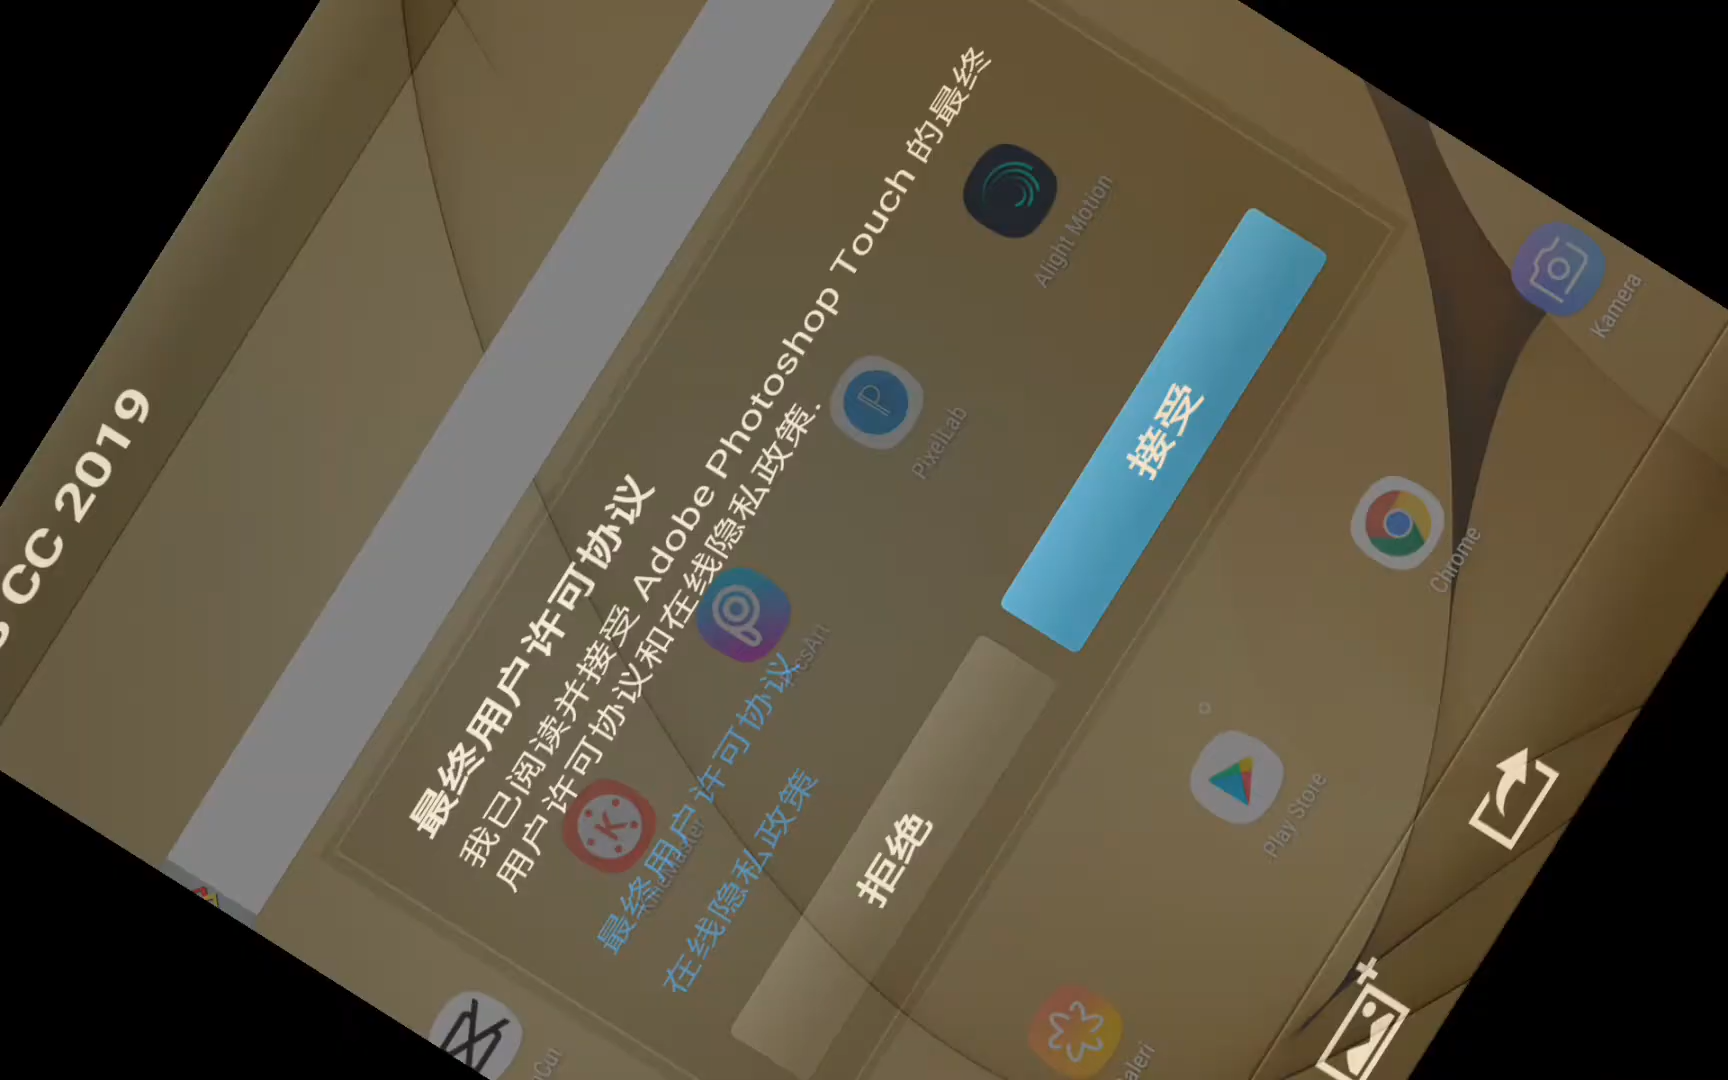 CC 2019
最终用户许可协议
我已阅读并接受 Adobe Photoshop Touch 的最终
用户许可协议和在线隐私政策.
最终用户许可协议
在线隐私政策
拒绝
接受
KineMaster
PixelLab
Alight Motion
Play Store
Chrome
Kamera